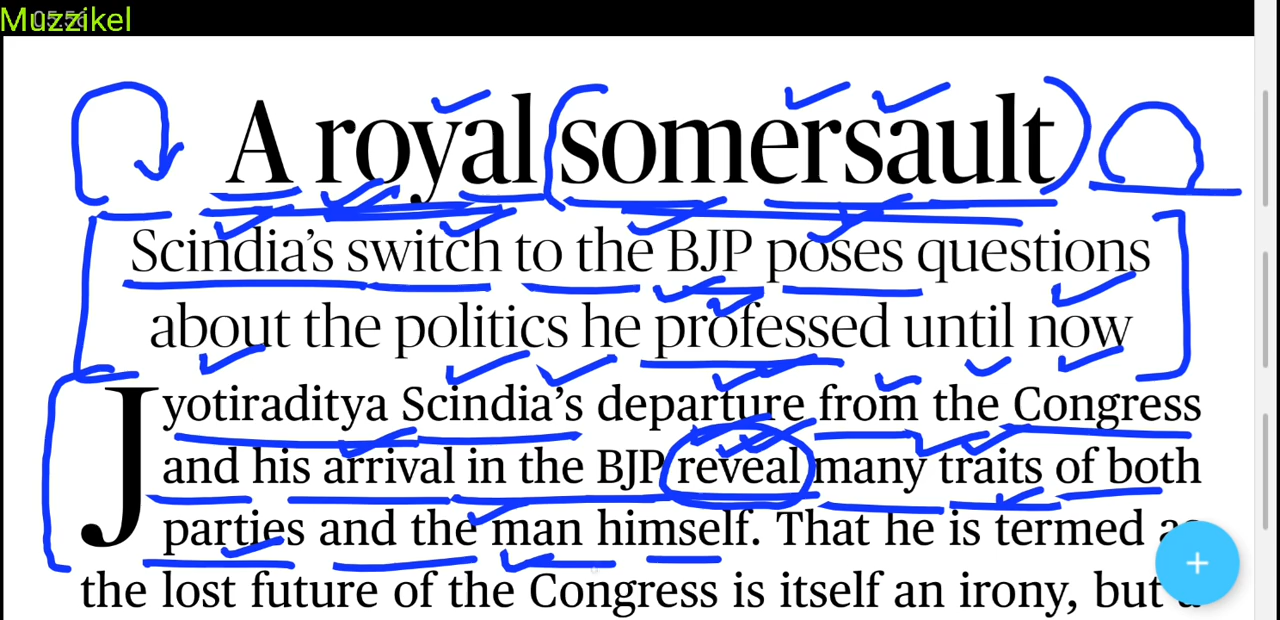 Muzzikel
A royal somersault
Scindia's switch to the BJP poses questions
about the politics he professed until now
Jyotiraditya Scindia's departure from the Congress
and his arrival in the BJP reveal many traits of both
parties and the man himself. That he is termed as
the lost future of the Congress is itself an irony, but